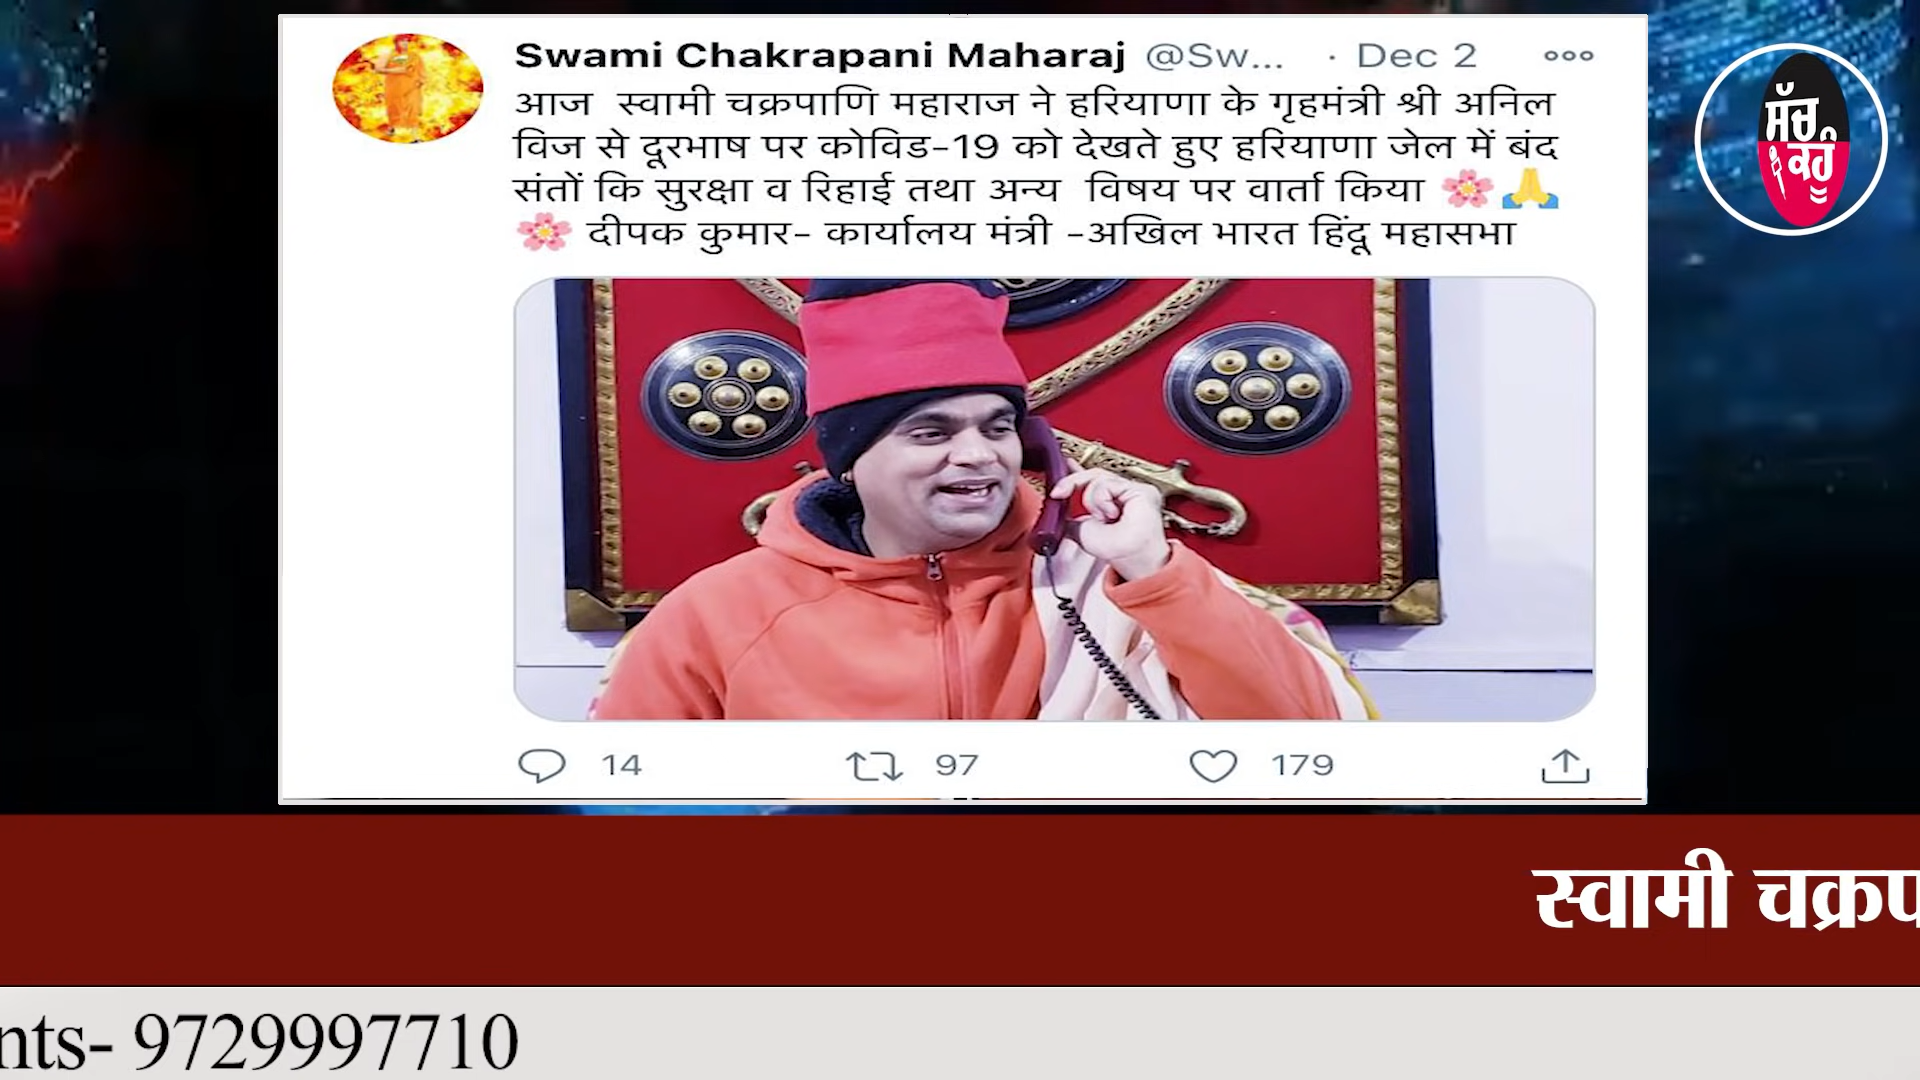 Swami Chakrapani Maharaj @Sw... · Dec 2
आज स्वामी चक्रपाणि महाराज ने हरियाणा के गृहमंत्री श्री अनिल
विज से दूरभाष पर कोविड-19 को देखते हुए हरियाणा जेल में बंद
संतों कि सुरक्षा व रिहाई तथा अन्य विषय पर वार्ता किया 🌸🙏
🌸 दीपक कुमार- कार्यालय मंत्री -अखिल भारत हिंदू महासभा
14 97 179
ਸੱਚ
ਕਹੂੰ
स्वामी चक्रप
nts- 9729997710